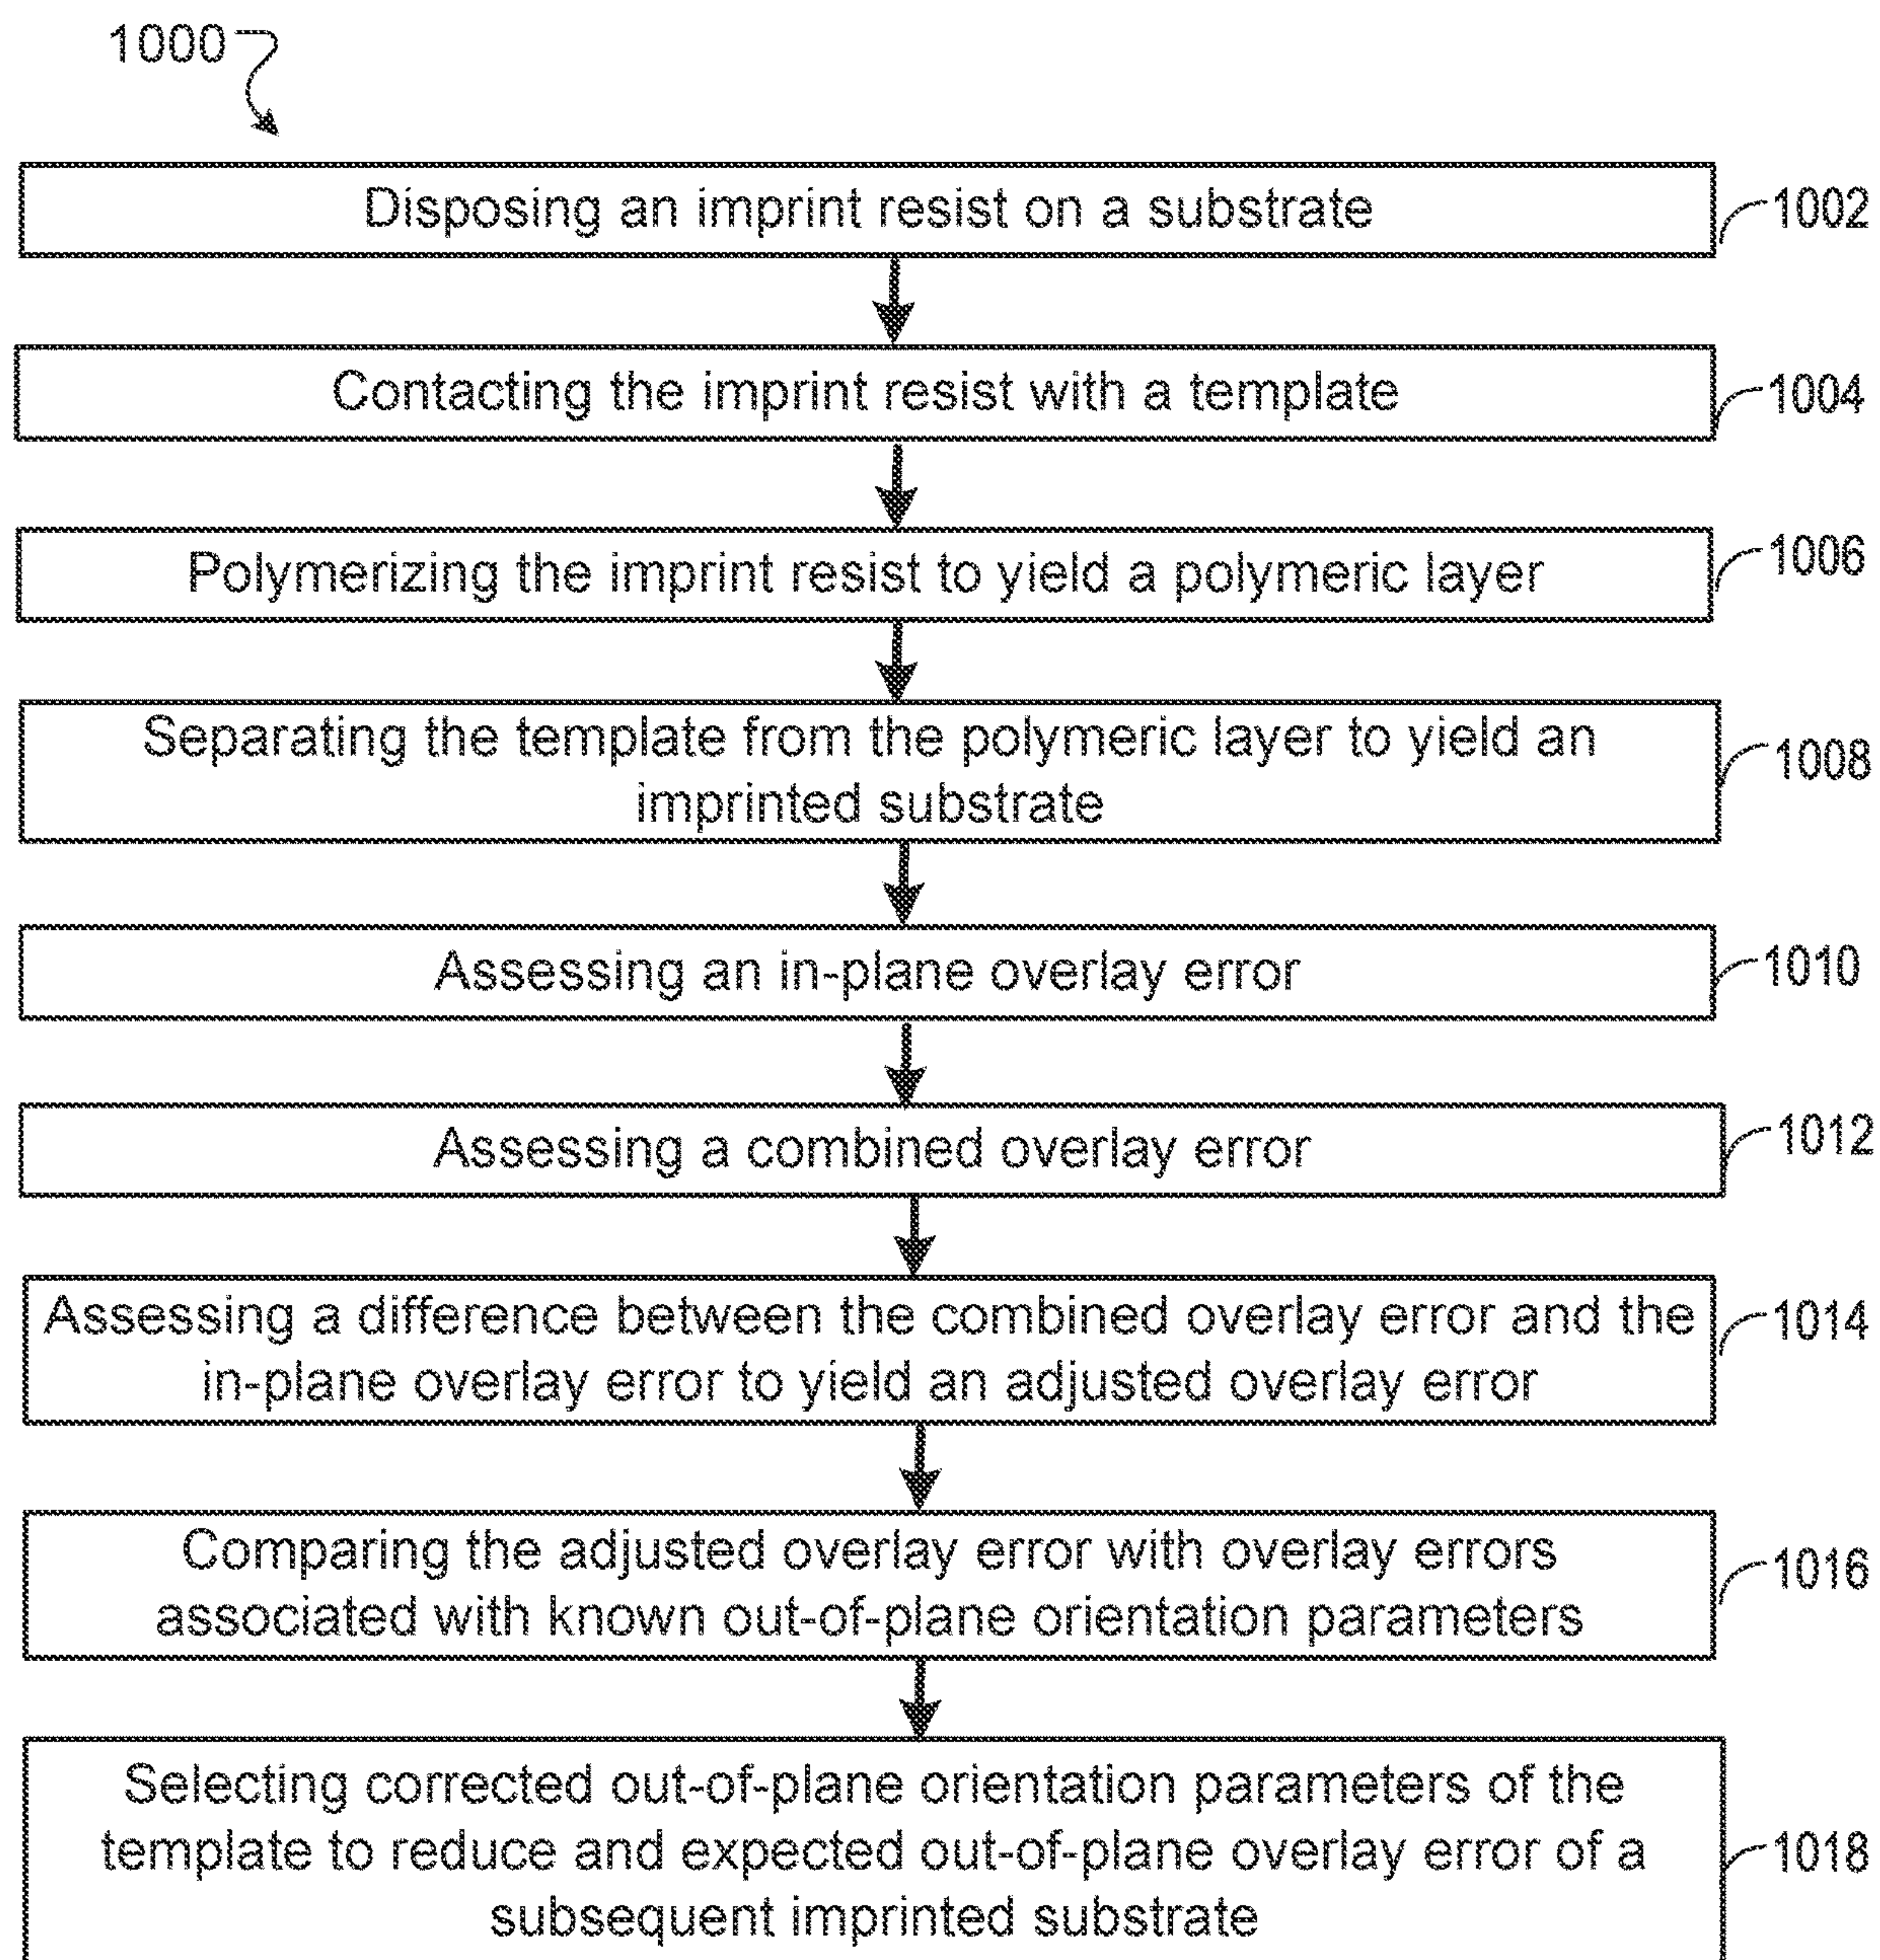 1000
Disposing an imprint resist on a substrate
1002
Contacting the imprint resist with a template
1004
Polymerizing the imprint resist to yield a polymeric layer
1006
Separating the template from the polymeric layer to yield an
imprinted substrate
1008
Assessing an in-plane overlay error
1010
Assessing a combined overlay error
1012
Assessing a difference between the combined overlay error and the
in-plane overlay error to yield an adjusted overlay error
1014
Comparing the adjusted overlay error with overlay errors
associated with known out-of-plane orientation parameters
1016
Selecting corrected out-of-plane orientation parameters of the
template to reduce and expected out-of-plane overlay error of a
subsequent imprinted substrate
1018